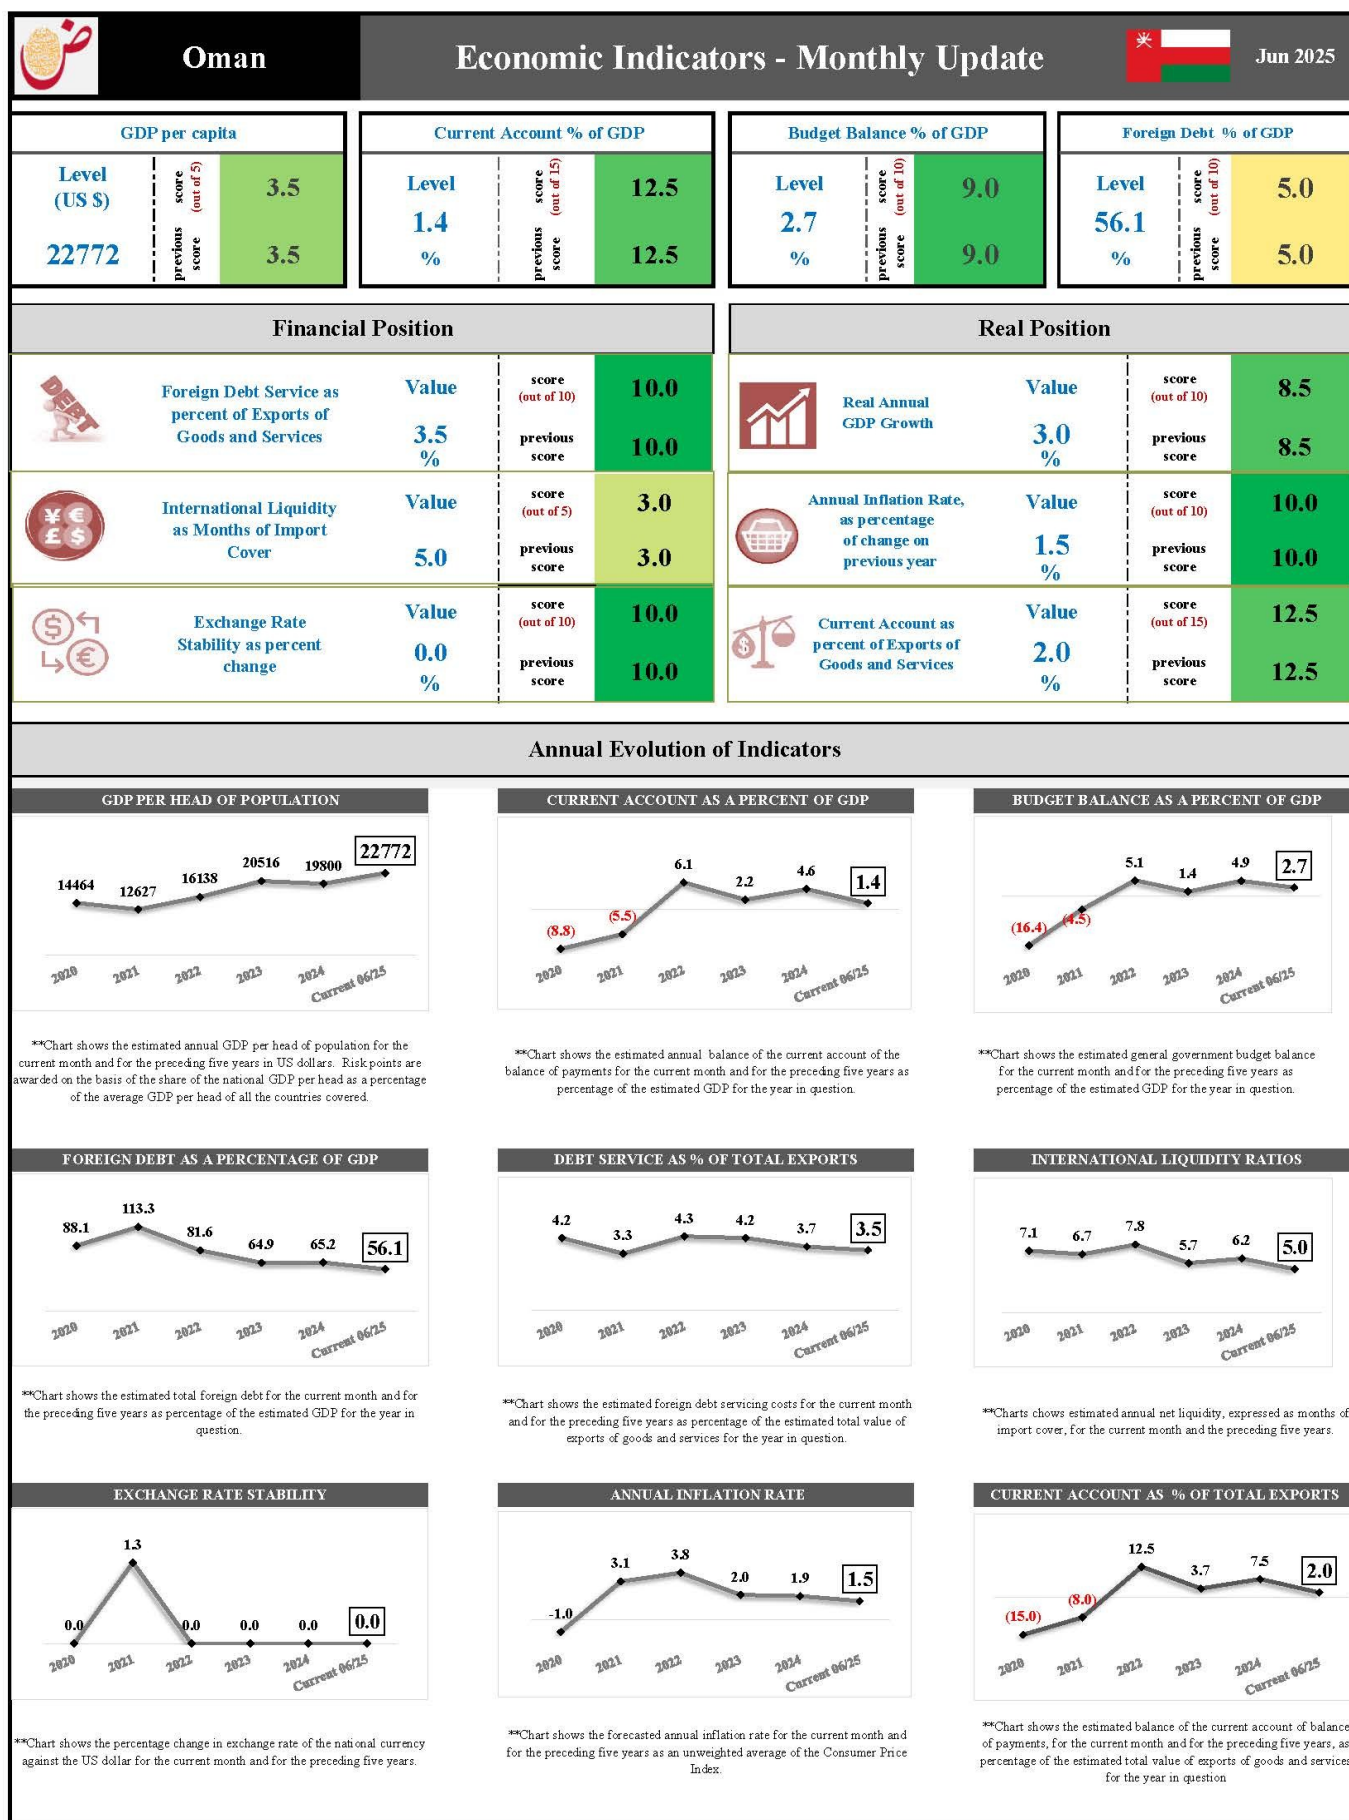 Oman
Economic Indicators - Monthly Update
Jun 2025
GDP per capita
Level
(US $)
22772
score
(out of 5)
3.5
previous
score
3.5
Current Account % of GDP
Level
1.4
%
score
(out of 15)
12.5
previous
score
12.5
Budget Balance % of GDP
Level
2.7
%
score
(out of 10)
9.0
previous
score
9.0
Foreign Debt % of GDP
Level
56.1
%
score
(out of 10)
5.0
previous
score
5.0
Financial Position
DEBT
Foreign Debt Service as
percent of Exports of
Goods and Services
Value
3.5
%
score
(out of 10)
10.0
previous
score
10.0
¥ €
£ $
International Liquidity
as Months of Import
Cover
Value
5.0
score
(out of 5)
3.0
previous
score
3.0
$
€
Exchange Rate
Stability as percent
change
Value
0.0
%
score
(out of 10)
10.0
previous
score
10.0
Real Position
Real Annual
GDP Growth
Value
3.0
%
score
(out of 10)
8.5
previous
score
8.5
Annual Inflation Rate,
as percentage
of change on
previous year
Value
1.5
%
score
(out of 10)
10.0
previous
score
10.0
$
Current Account as
percent of Exports of
Goods and Services
Value
2.0
%
score
(out of 15)
12.5
previous
score
12.5
Annual Evolution of Indicators
GDP PER HEAD OF POPULATION
14464 12627 16138 20516 19800 22772
2020 2021 2022 2023 2024 Current 06/25
**Chart shows the estimated annual GDP per head of population for the
current month and for the preceding five years in US dollars. Risk points are
awarded on the basis of the share of the national GDP per head as a percentage
of the average GDP per head of all the countries covered.
CURRENT ACCOUNT AS A PERCENT OF GDP
(8.8) (5.5) 6.1 2.2 4.6 1.4
2020 2021 2022 2023 2024 Current 06/25
**Chart shows the estimated annual balance of the current account of the
balance of payments for the current month and for the preceding five years as
percentage of the estimated GDP for the year in question.
BUDGET BALANCE AS A PERCENT OF GDP
(16.4) (4.5) 5.1 1.4 4.9 2.7
2020 2021 2022 2023 2024 Current 06/25
**Chart shows the estimated general government budget balance
for the current month and for the preceding five years as
percentage of the estimated GDP for the year in question.
FOREIGN DEBT AS A PERCENTAGE OF GDP
88.1 113.3 81.6 64.9 65.2 56.1
2020 2021 2022 2023 2024 Current 06/25
**Chart shows the estimated total foreign debt for the current month and for
the preceding five years as percentage of the estimated GDP for the year in
question.
DEBT SERVICE AS % OF TOTAL EXPORTS
4.2 3.3 4.3 4.2 3.7 3.5
2020 2021 2022 2023 2024 Current 06/25
**Chart shows the estimated foreign debt servicing costs for the current month
and for the preceding five years as percentage of the estimated total value of
exports of goods and services for the year in question.
INTERNATIONAL LIQUIDITY RATIOS
7.1 6.7 7.8 5.7 6.2 5.0
2020 2021 2022 2023 2024 Current 06/25
**Charts chows estimated annual net liquidity, expressed as months of
import cover, for the current month and the preceding five years.
EXCHANGE RATE STABILITY
0.0 1.3 0.0 0.0 0.0 0.0
2020 2021 2022 2023 2024 Current 06/25
**Chart shows the percentage change in exchange rate of the national currency
against the US dollar for the current month and for the preceding five years.
ANNUAL INFLATION RATE
-1.0 3.1 3.8 2.0 1.9 1.5
2020 2021 2022 2023 2024 Current 06/25
**Chart shows the forecasted annual inflation rate for the current month and
for the preceding five years as an unweighted average of the Consumer Price
Index.
CURRENT ACCOUNT AS % OF TOTAL EXPORTS
(15.0) (8.0) 12.5 3.7 7.5 2.0
2020 2021 2022 2023 2024 Current 06/25
**Chart shows the estimated balance of the current account of balance
of payments, for the current month and for the preceding five years, as
percentage of the estimated total value of exports of goods and services
for the year in question